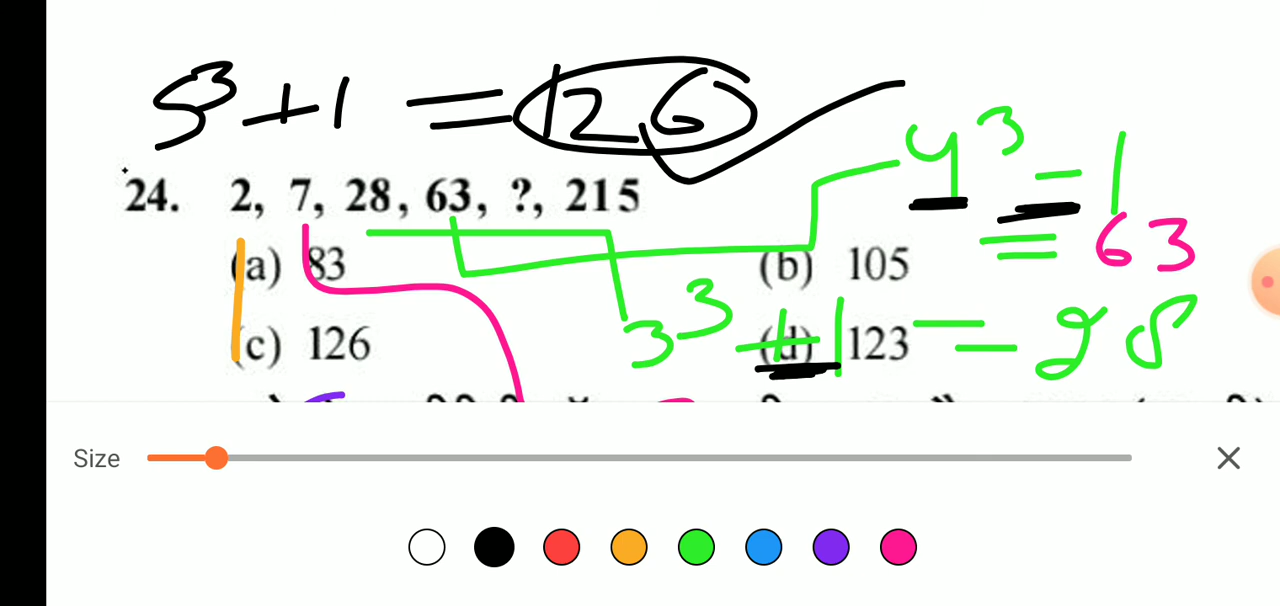 5³+1 = 126
4³ = 1
24. 2, 7, 28, 63, ?, 215
= 63
(a) 83 (b) 105
3³ + 1 = 28
(c) 126 (d) 123
Size